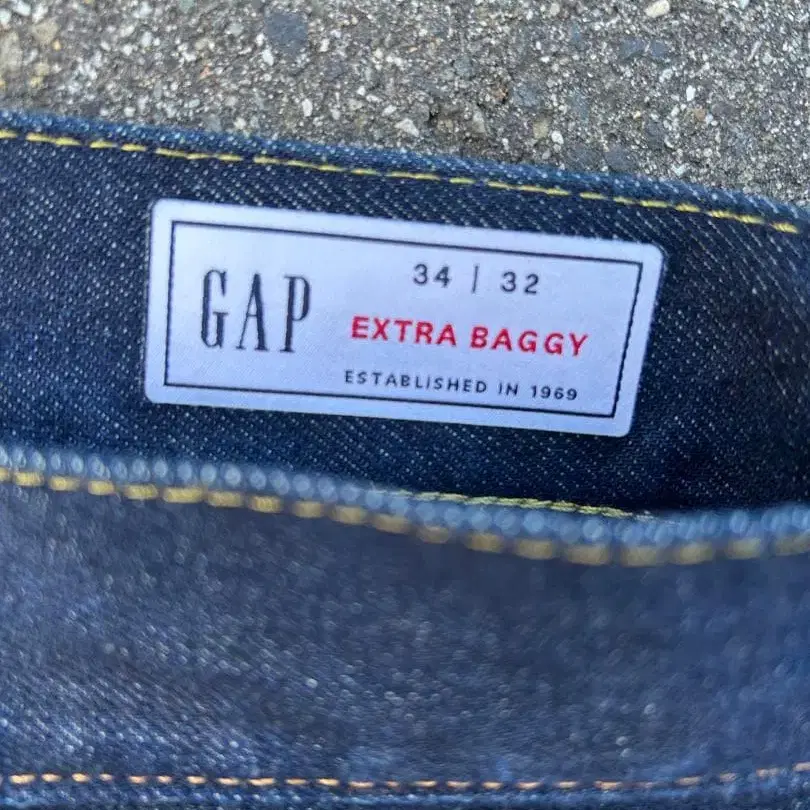 GAP
34 | 32
EXTRA BAGGY
ESTABLISHED IN 1969